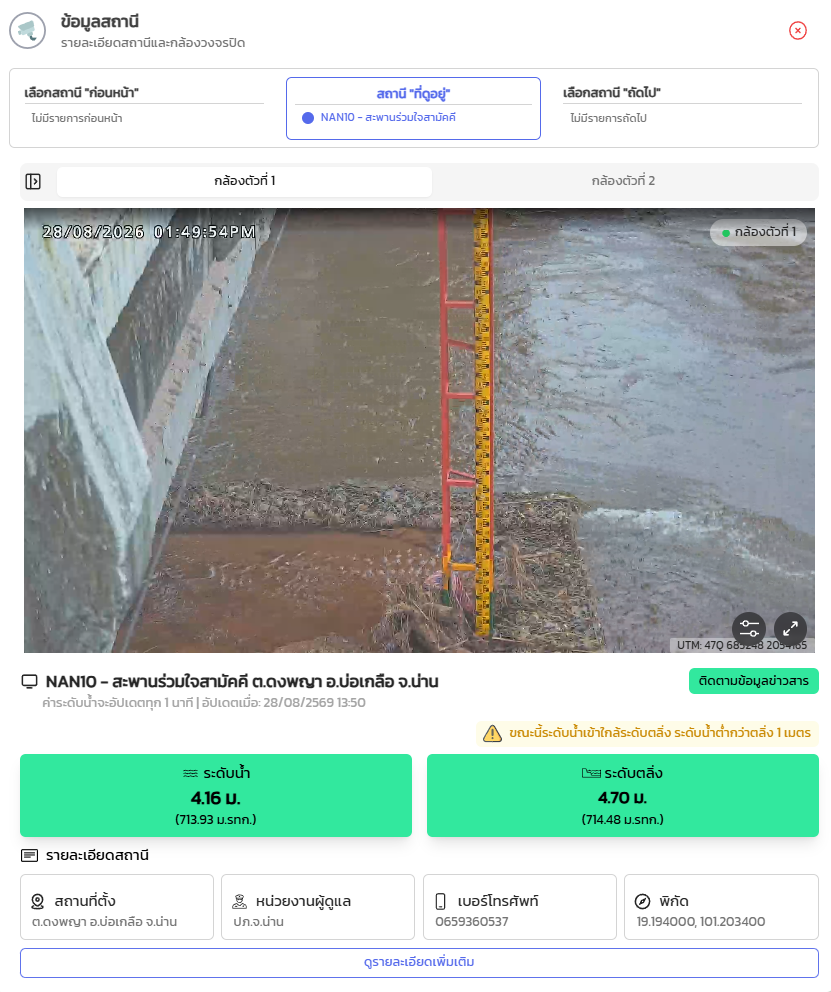 ข้อมูลสถานี
รายละเอียดสถานีและกล้องวงจรปิด
เลือกสถานี "ก่อนหน้า"
ไม่มีรายการก่อนหน้า
สถานี "ที่ดูอยู่"
NAN10 - สะพานร่วมใจสามัคคี
เลือกสถานี "ถัดไป"
ไม่มีรายการถัดไป
กล้องตัวที่ 1
กล้องตัวที่ 2
28/08/2026 01:49:54PM
กล้องตัวที่ 1
UTM: 47Q
NAN10 - สะพานร่วมใจสามัคคี ต.ดงพญา อ.บ่อเกลือ จ.น่าน
ติดตามข้อมูลข่าวสาร
ค่าระดับน้ำจะอัปเดตทุก 1 นาที | อัปเดตเมื่อ: 28/08/2569 13:50
ขณะนี้ระดับน้ำเข้าใกล้ระดับตลิ่ง ระดับน้ำต่ำกว่าตลิ่ง 1 เมตร
ระดับน้ำ
4.16 ม.
(713.93 ม.รทก.)
ระดับตลิ่ง
4.70 ม.
(714.48 ม.รทก.)
รายละเอียดสถานี
สถานที่ตั้ง
ต.ดงพญา อ.บ่อเกลือ จ.น่าน
หน่วยงานผู้ดูแล
ปภ.จ.น่าน
เบอร์โทรศัพท์
0659360537
พิกัด
19.194000, 101.203400
ดูรายละเอียดเพิ่มเติม